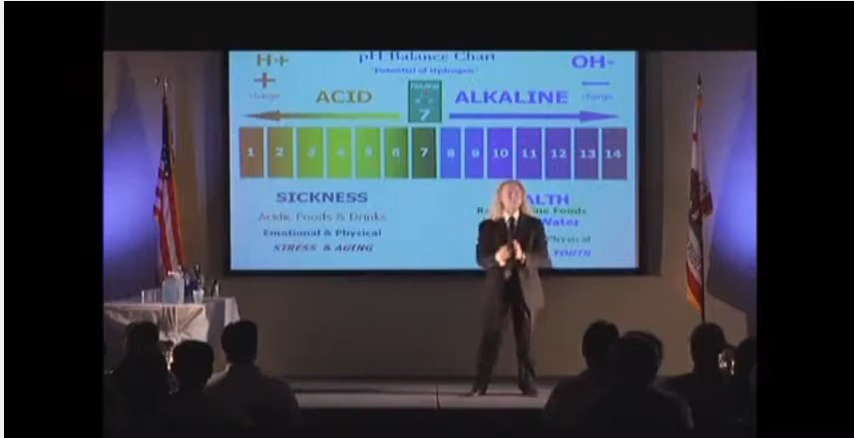 pH Balance Chart
"Potential of Hydrogen"
H+
+
charge
ACID
7
ALKALINE
OH-
charge
1 2 3 4 5 6 7 8 9 10 11 12 13 14
SICKNESS
Acidic Foods & Drinks
Emotional & Physical
STRESS & AGING
ALTH
Foods
Water
Physical
YOUTH